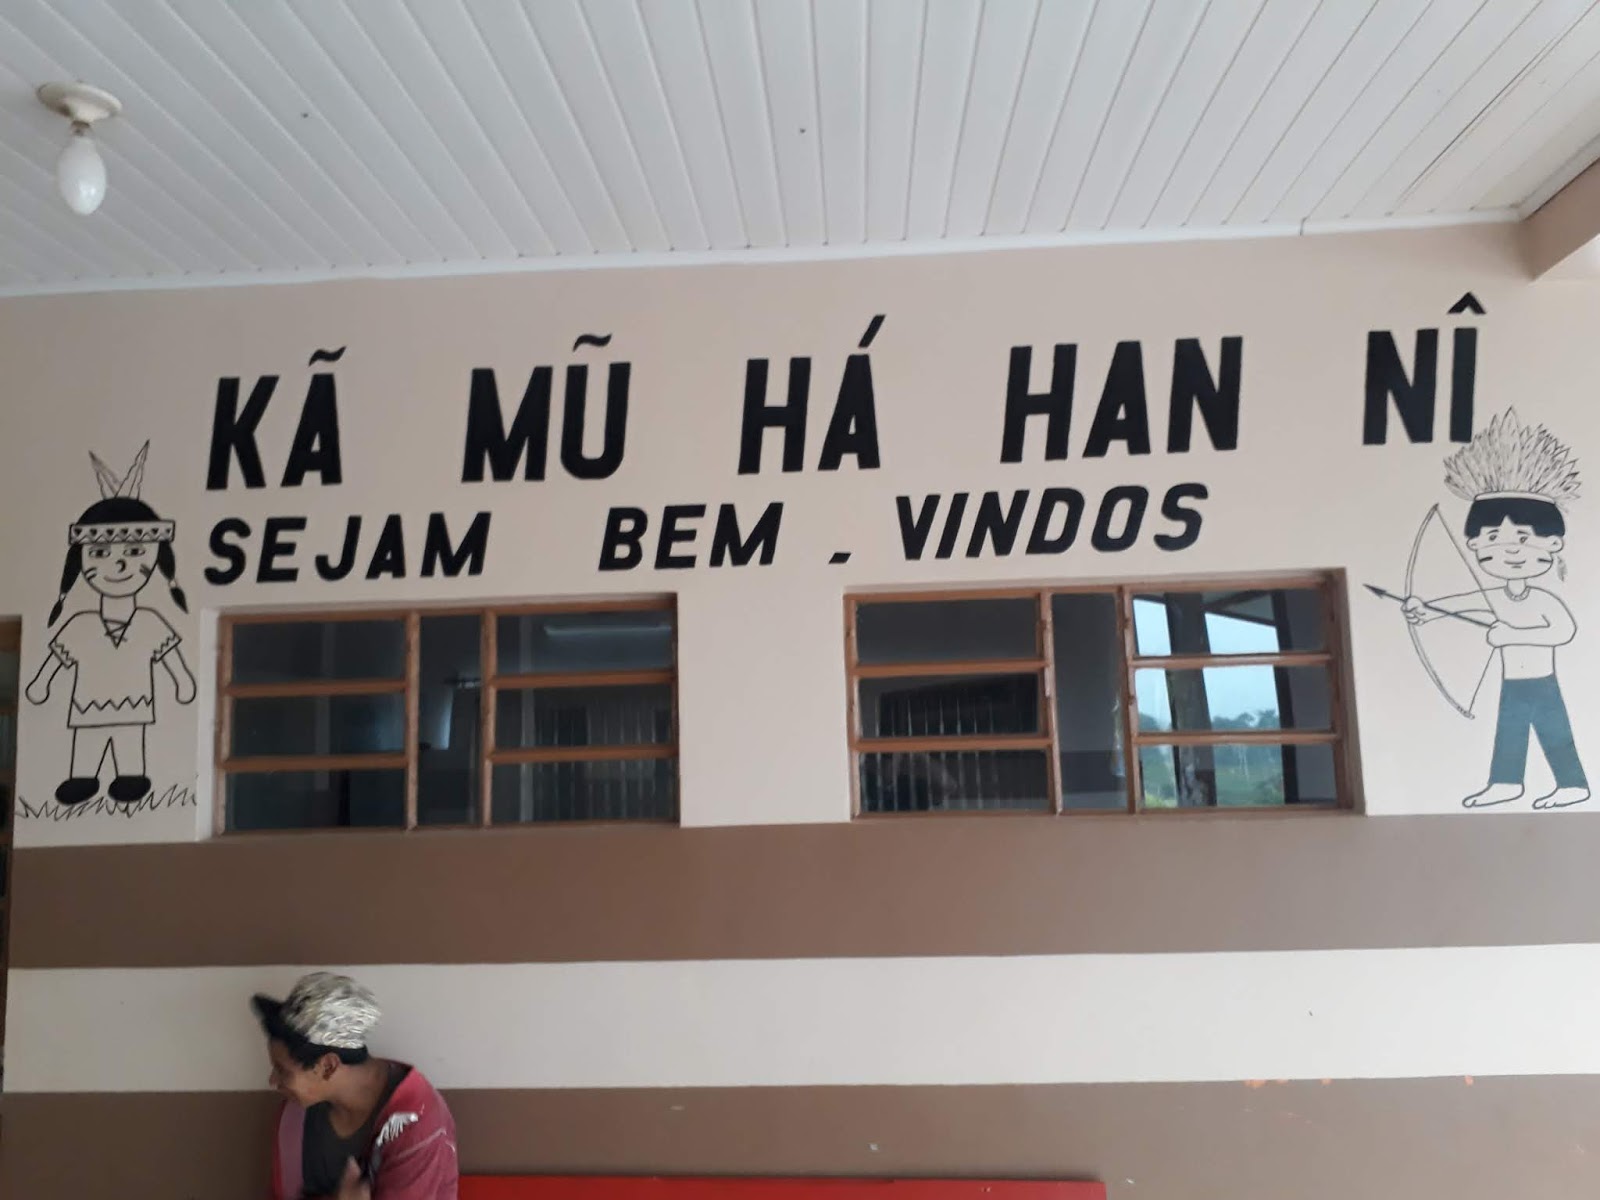 KÃ MŨ HÁ HAN NÎ
SEJAM BEM - VINDOS